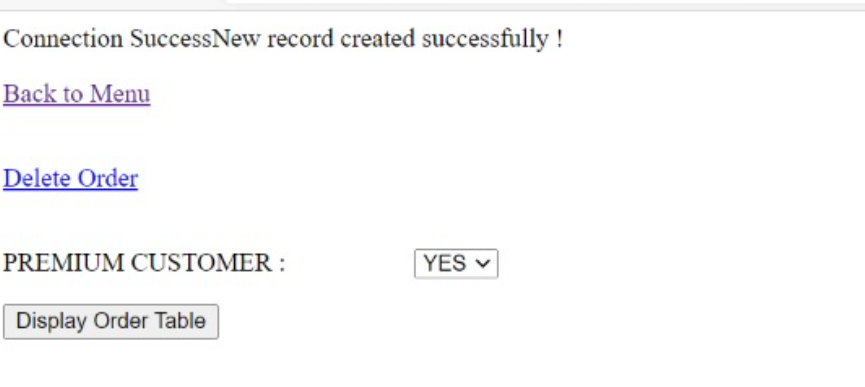 Connection SuccessNew record created successfully !
Back to Menu
Delete Order
PREMIUM CUSTOMER : YES
Display Order Table